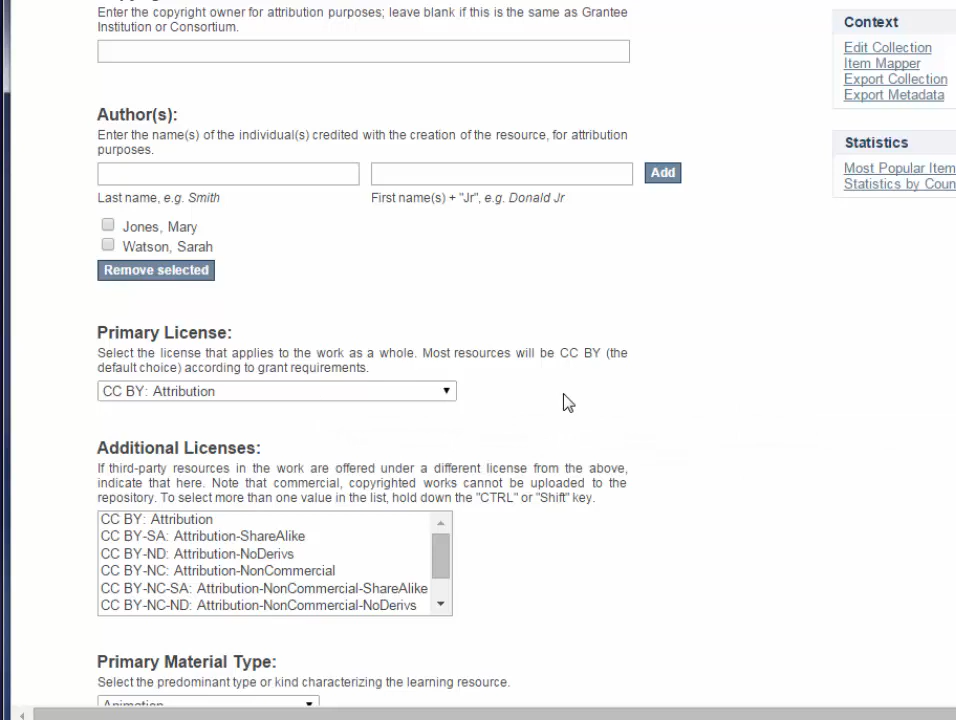 Enter the copyright owner for attribution purposes; leave blank if this is the same as Grantee
Institution or Consortium.
Author(s):
Enter the name(s) of the individual(s) credited with the creation of the resource, for attribution
purposes.
Add
Last name, e.g. Smith
First name(s) + "Jr", e.g. Donald Jr
Jones, Mary
Watson, Sarah
Remove selected
Primary License:
Select the license that applies to the work as a whole. Most resources will be CC BY (the
default choice) according to grant requirements.
CC BY: Attribution
Additional Licenses:
If third-party resources in the work are offered under a different license from the above,
indicate that here. Note that commercial, copyrighted works cannot be uploaded to the
repository. To select more than one value in the list, hold down the "CTRL" or "Shift" key.
CC BY: Attribution
CC BY-SA: Attribution-ShareAlike
CC BY-ND: Attribution-NoDerivs
CC BY-NC: Attribution-NonCommercial
CC BY-NC-SA: Attribution-NonCommercial-ShareAlike
CC BY-NC-ND: Attribution-NonCommercial-NoDerivs
Primary Material Type:
Select the predominant type or kind characterizing the learning resource.
Animation
Context
Edit Collection
Item Mapper
Export Collection
Export Metadata
Statistics
Most Popular Item
Statistics by Coun